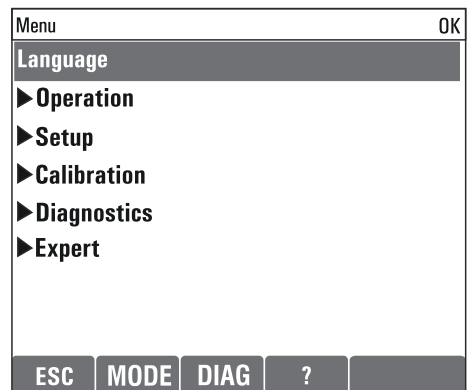 Menu OK
Language
▶Operation
▶Setup
▶Calibration
▶Diagnostics
▶Expert
ESC MODE DIAG ?